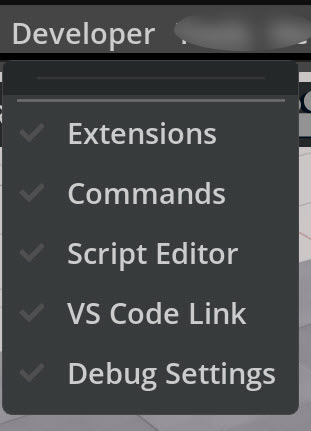 Developer
Extensions
Commands
Script Editor
VS Code Link
Debug Settings